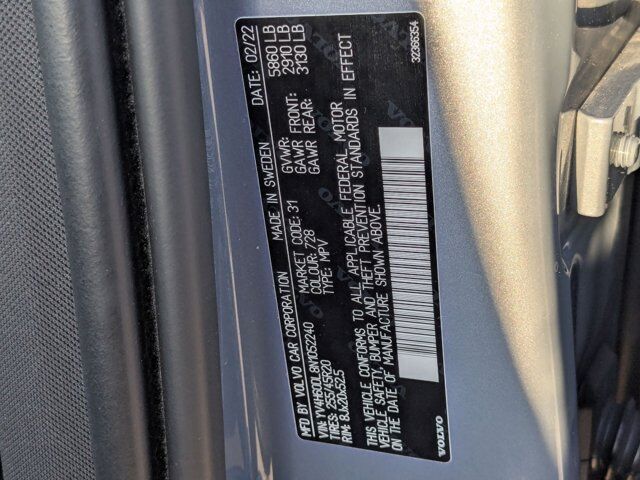 MFD BY VOLVO CAR CORPORATION MADE IN SWEDEN DATE: 02/22
VIN: YV4H60DL8N1052240 MARKET CODE: 31 GVWR: 5860 LB
TIRES: 255/45R20 COLOUR: 728 GAWR FRONT: 2910 LB
RIM: 8Jx20x52.5 TYPE: MPV GAWR REAR: 3130 LB
THIS VEHICLE CONFORMS TO ALL APPLICABLE FEDERAL MOTOR
VEHICLE SAFETY, BUMPER AND THEFT PREVENTION STANDARDS IN EFFECT
ON THE DATE OF MANUFACTURE SHOWN ABOVE.
VOLVO VOLVO 32366354